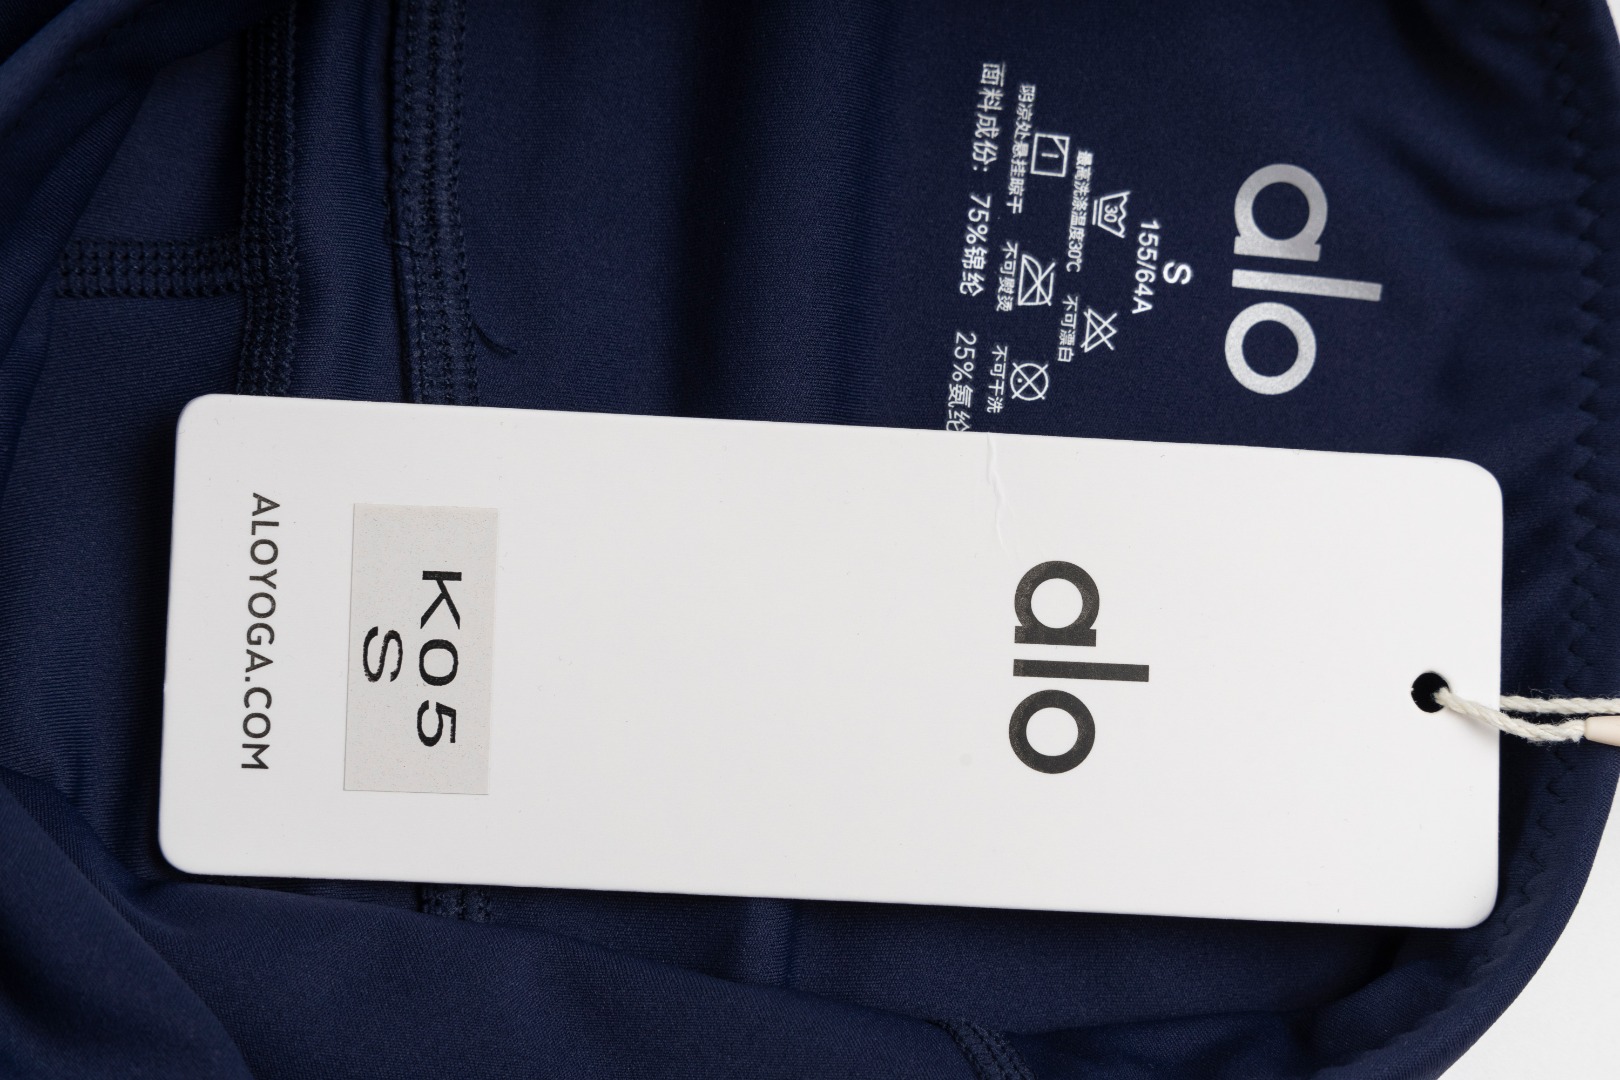 alo
S
155/64A
30
最高洗涤温度30℃ 不可漂白
阴凉处悬挂晾干 不可熨烫 不可干洗
面料成份：75%锦纶 25%氨纶
alo
K05
S
ALOYOGA.COM